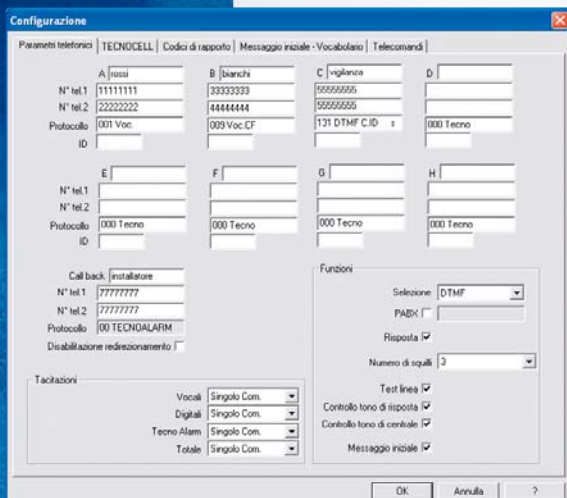 Configurazione
Parametri telefonici TECNOCELL Codici di rapporto Messaggio iniziale - Vocabolario Telecomandi
A rossi B bianchi C vigilanza D
N° tel.1 11111111 33333333 55555555
N° tel.2 22222222 44444444 55555555
Protocollo 001 Voc. 009 Voc.CF 131 DTMF C.ID s 000 Tecno
ID
E F G H
N° tel.1
N° tel.2
Protocollo 000 Tecno 000 Tecno 000 Tecno 000 Tecno
ID
Call back. installatore
N° tel.1 77777777
N° tel.2 77777777
Protocollo 00 TECNOALARM
Disabilitazione redirezionamento
Tacitazioni
Vocali Singolo Com.
Digitali Singolo Com.
Tecno Alarm Singolo Com.
Totale Singolo Com.
Funzioni
Selezione DTMF
PABX
Risposta
Numero di squilli 3
Test linea
Controllo tono di risposta
Controllo tono di centrale
Messaggio iniziale
OK Annulla ?